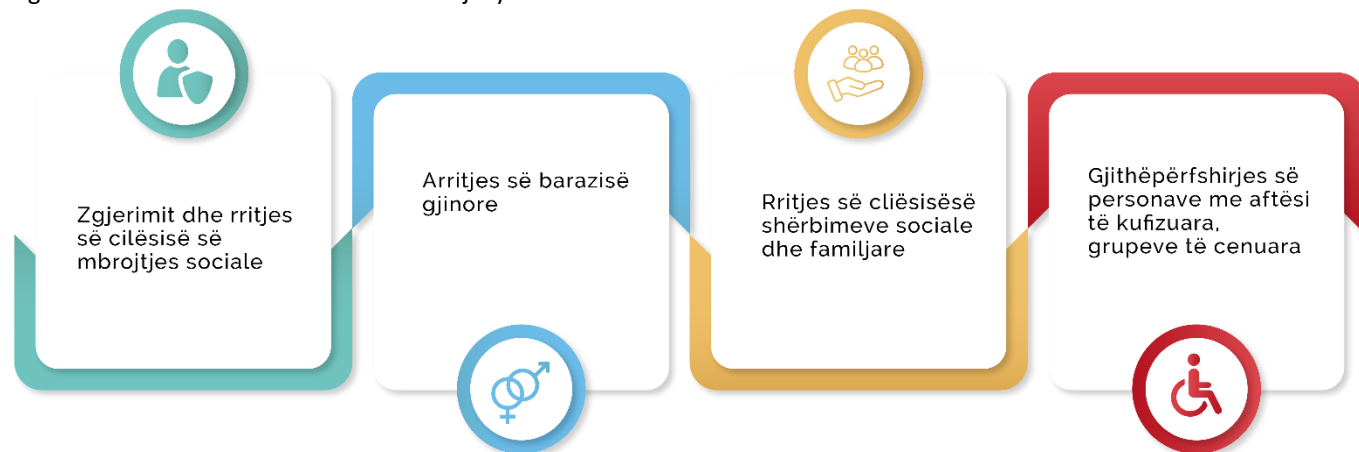 Zgjerimit dhe rritjes
së cilësisë së
mbrojtjes sociale
Arritjes së barazisë
gjinore
Rritjes së cliësisësë
shërbimeve sociale
dhe familjare
Gjithëpërfshirjes së
personave me aftësi
të kufizuara,
grupeve të cenuara